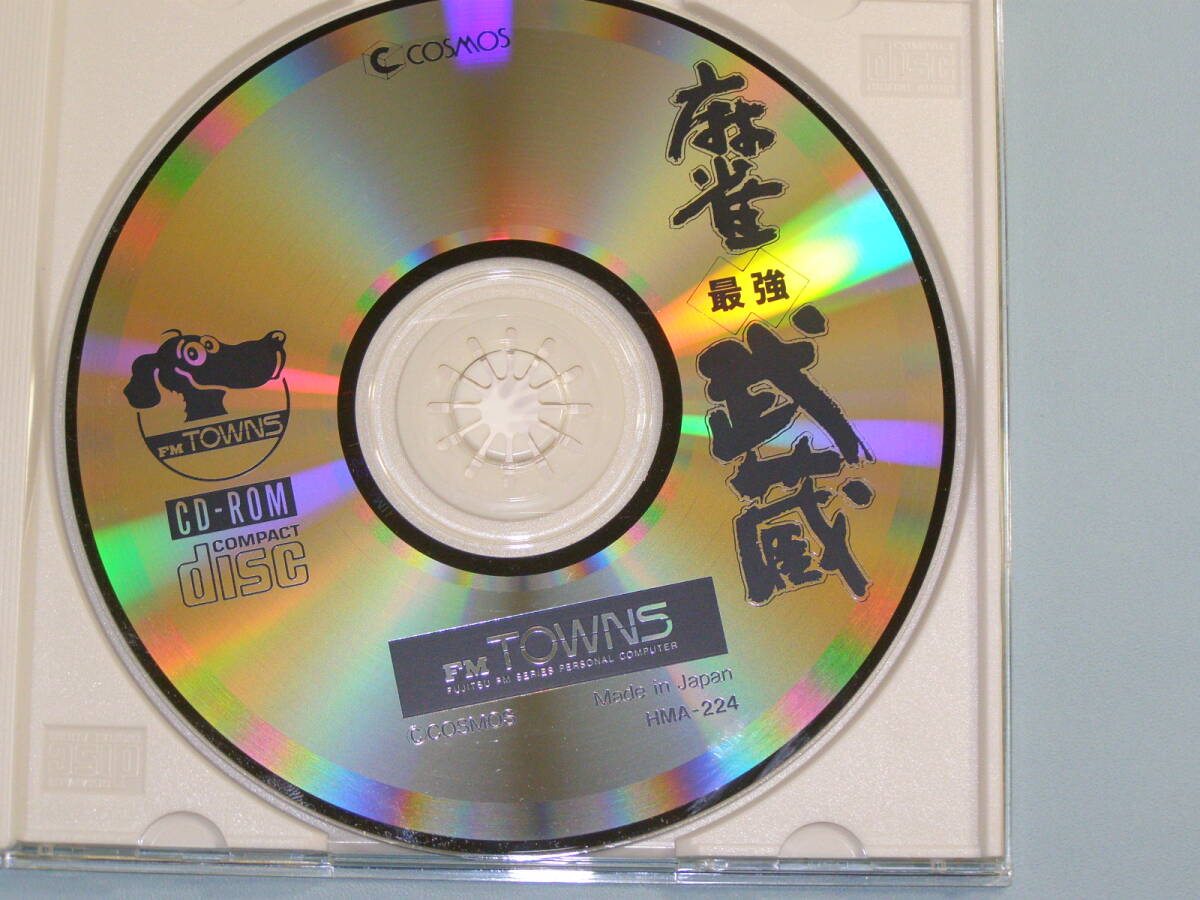 COSMOS
麻雀
最強
武蔵
FM TOWNS
CD-ROM
COMPACT
disc
FM TOWNS
FUJITSU FM SERIES PERSONAL COMPUTER
© COSMOS
Made in Japan
HMA-224